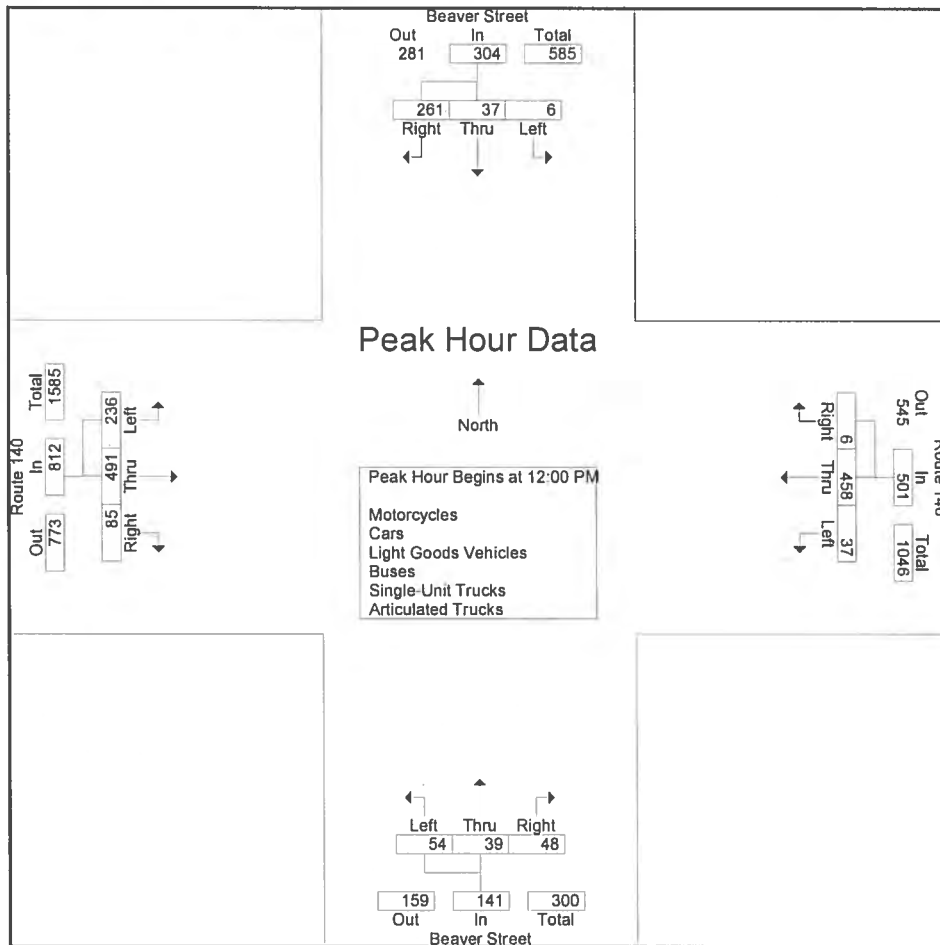 Beaver Street
Out In Total
281 304 585
261 37 6
Right Thru Left
Peak Hour Data
North
Peak Hour Begins at 12:00 PM
Motorcycles
Cars
Light Goods Vehicles
Buses
Single-Unit Trucks
Articulated Trucks
Route 140
Total In Out
1585 812 773
236 491 85
Left Thru Right
Right Thru Left
6 458 37
545 501 1046
Out In Total
Route 140
Left Thru Right
54 39 48
159 141 300
Out In Total
Beaver Street